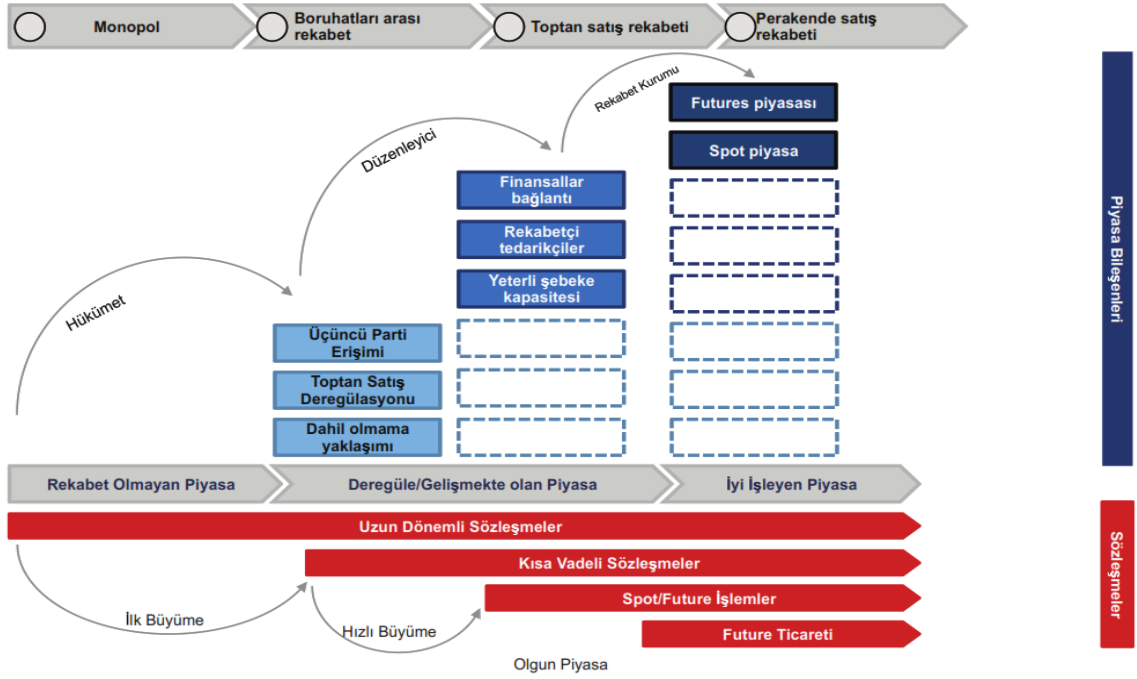 Monopol
Boruhatları arası
rekabet
Toptan satış rekabeti
Perakende satış
rekabeti
Hükümet
Düzenleyici
Rekabet Kurumu
Futures piyasası
Spot piyasa
Finansallar
bağlantı
Rekabetçi
tedarikçiler
Yeterli şebeke
kapasitesi
Üçüncü Parti
Erişimi
Toptan Satış
Deregülasyonu
Dahil olmama
yaklaşımı
Piyasa Bileşenleri
Rekabet Olmayan Piyasa
Deregüle/Gelişmekte olan Piyasa
İyi İşleyen Piyasa
Uzun Dönemli Sözleşmeler
Kısa Vadeli Sözleşmeler
Spot/Future İşlemler
Future Ticareti
Sözleşmeler
İlk Büyüme
Hızlı Büyüme
Olgun Piyasa